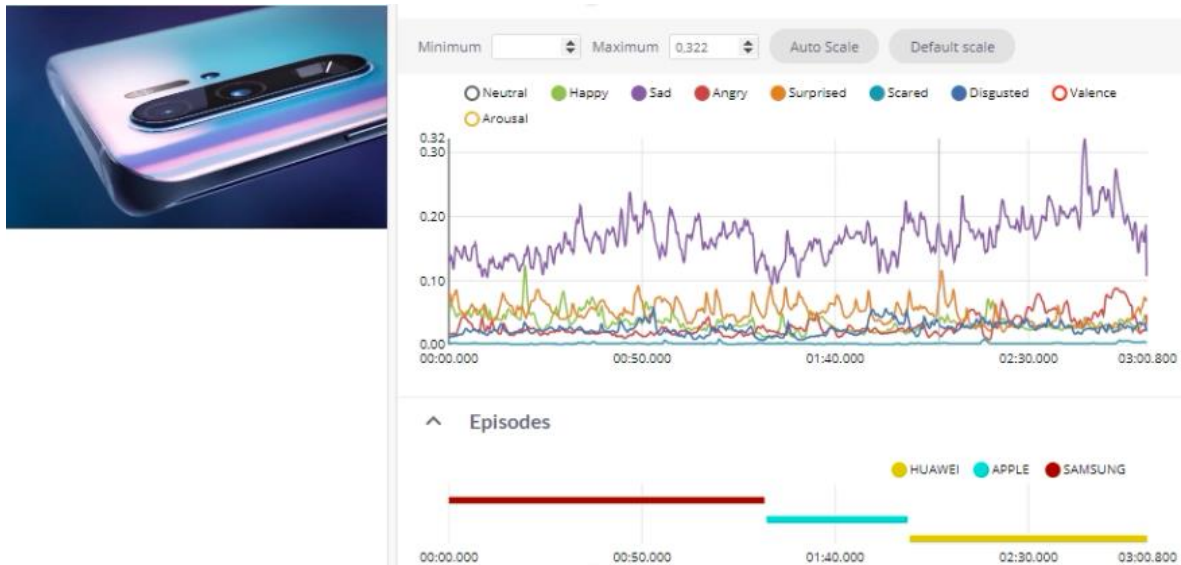 Minimum Maximum 0,322 Auto Scale Default scale
Neutral Happy Sad Angry Surprised Scared Disgusted Valence
Arousal
0.32
0.30
0.20
0.10
0.00
00:00.000 00:50.000 01:40.000 02:30.000 03:00.800
Episodes
HUAWEI APPLE SAMSUNG
00:00.000 00:50.000 01:40.000 02:30.000 03:00.800